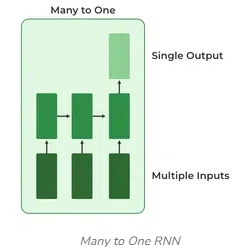 Many to One
Single Output
Multiple Inputs
Many to One RNN